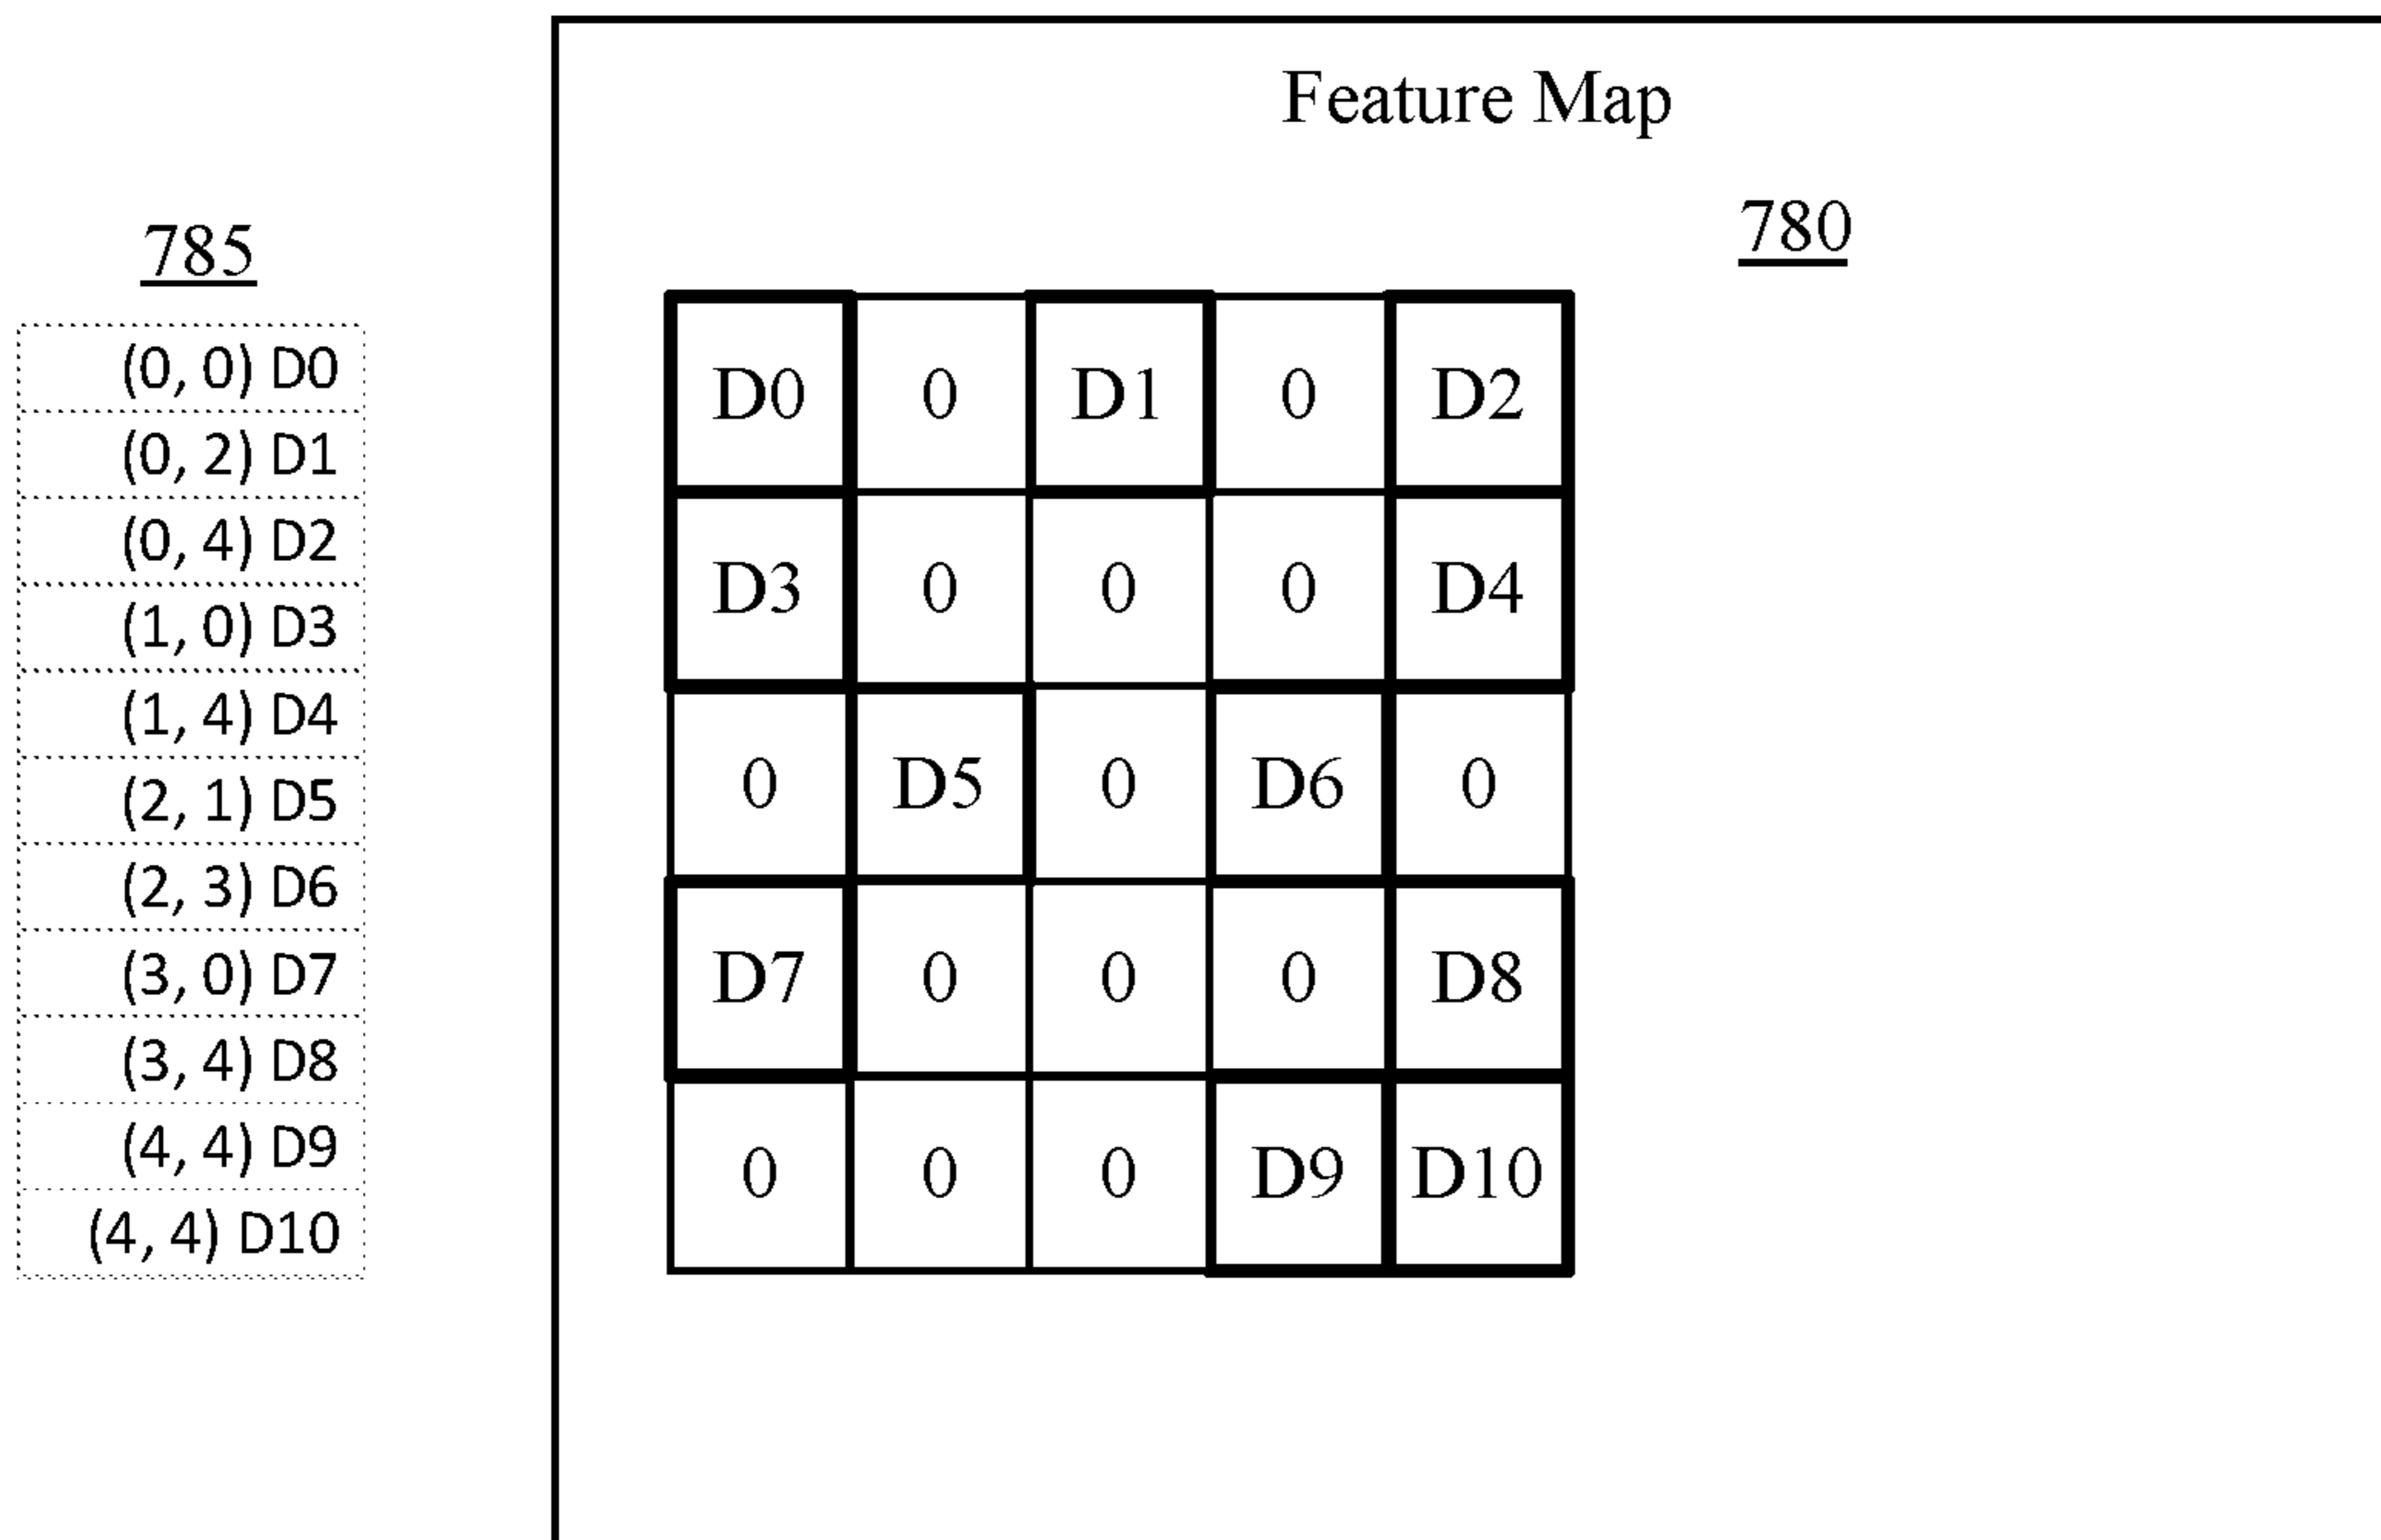 Feature Map
785
780
(0, 0) D0
(0, 2) D1
(0, 4) D2
(1, 0) D3
(1, 4) D4
(2, 1) D5
(2, 3) D6
(3, 0) D7
(3, 4) D8
(4, 4) D9
(4, 4) D10
D0 0 D1 0 D2
D3 0 0 0 D4
0 D5 0 D6 0
D7 0 0 0 D8
0 0 0 D9 D10